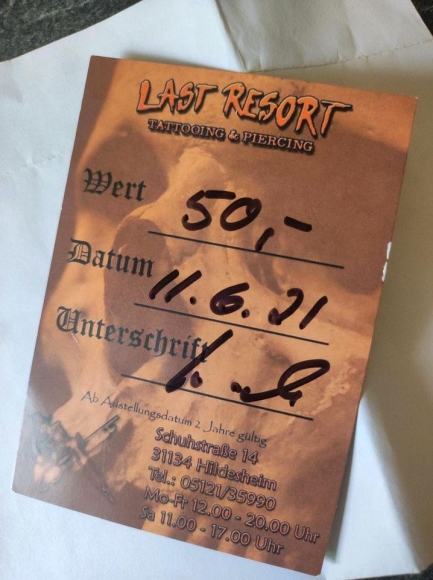 LAST RESORT
TATTOOING & PIERCING
Wert 50,-
Datum 11.6.21
Unterschrift
Ab Ausstellungsdatum 2 Jahre gültig
Schuhstraße 14
31134 Hildesheim
Tel.: 05121/35990
Mo-Fr 12.00 - 20.00 Uhr
Sa 11.00 - 17.00 Uhr